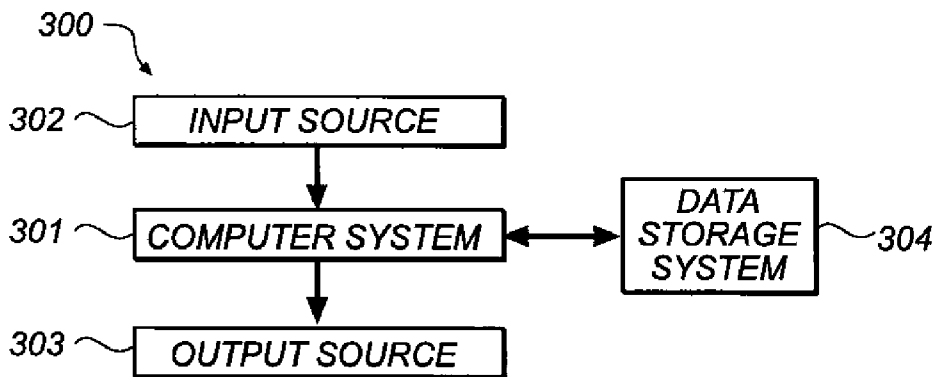 300
302
INPUT SOURCE
301
COMPUTER SYSTEM
DATA
STORAGE
SYSTEM
304
303
OUTPUT SOURCE